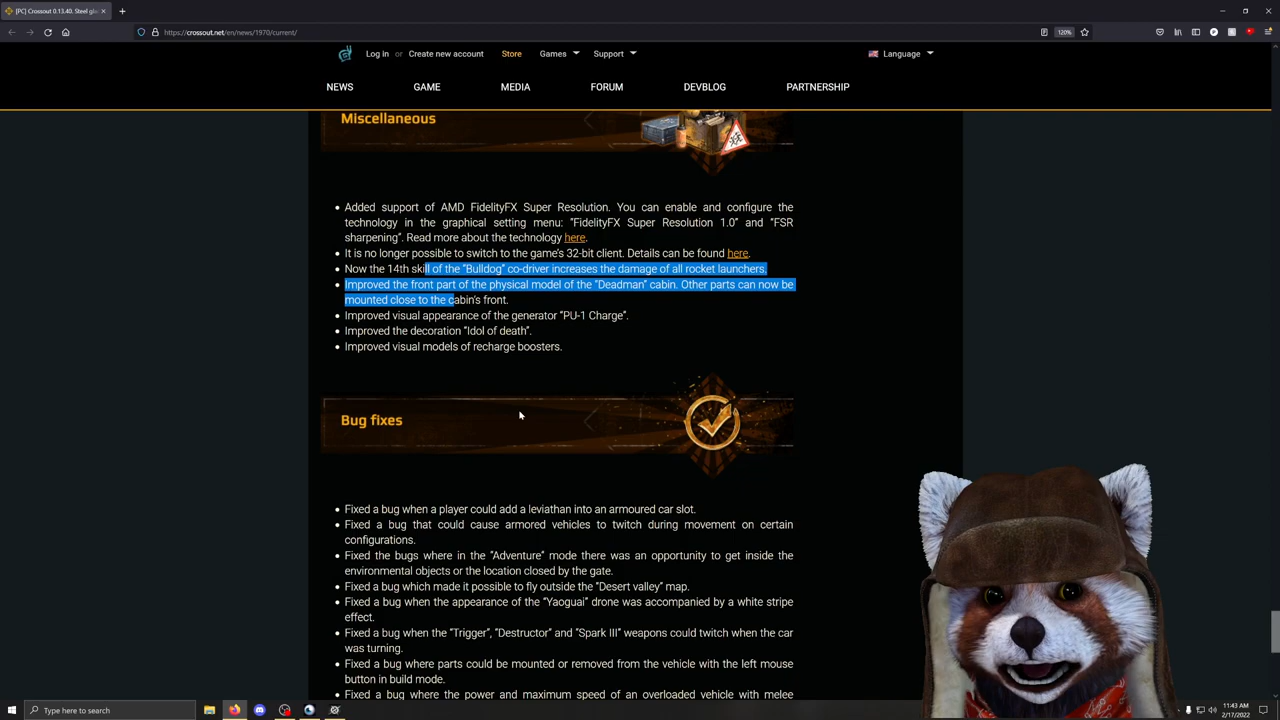 [PC] Crossout 0.13.40. Steel gla
https://crossout.net/en/news/1970/current/
120%
Log in or Create new account Store Games Support Language
NEWS GAME MEDIA FORUM DEVBLOG PARTNERSHIP
Miscellaneous
Added support of AMD FidelityFX Super Resolution. You can enable and configure the
technology in the graphical setting menu: “FidelityFX Super Resolution 1.0” and “FSR
sharpening”. Read more about the technology here.
It is no longer possible to switch to the game's 32-bit client. Details can be found here.
Now the 14th skill of the “Bulldog” co-driver increases the damage of all rocket launchers.
Improved the front part of the physical model of the “Deadman” cabin. Other parts can now be
mounted close to the cabin's front.
Improved visual appearance of the generator “PU-1 Charge”.
Improved the decoration “Idol of death”.
Improved visual models of recharge boosters.
Bug fixes
Fixed a bug when a player could add a leviathan into an armoured car slot.
Fixed a bug that could cause armored vehicles to twitch during movement on certain
configurations.
Fixed the bugs where in the “Adventure” mode there was an opportunity to get inside the
environmental objects or the location closed by the gate.
Fixed a bug which made it possible to fly outside the “Desert valley” map.
Fixed a bug when the appearance of the “Yaoguai” drone was accompanied by a white stripe
effect.
Fixed a bug when the “Trigger”, “Destructor” and “Spark III” weapons could twitch when the car
was turning.
Fixed a bug where parts could be mounted or removed from the vehicle with the left mouse
button in build mode.
Fixed a bug where the power and maximum speed of an overloaded vehicle with melee
Type here to search
11:43 AM
2/17/2022